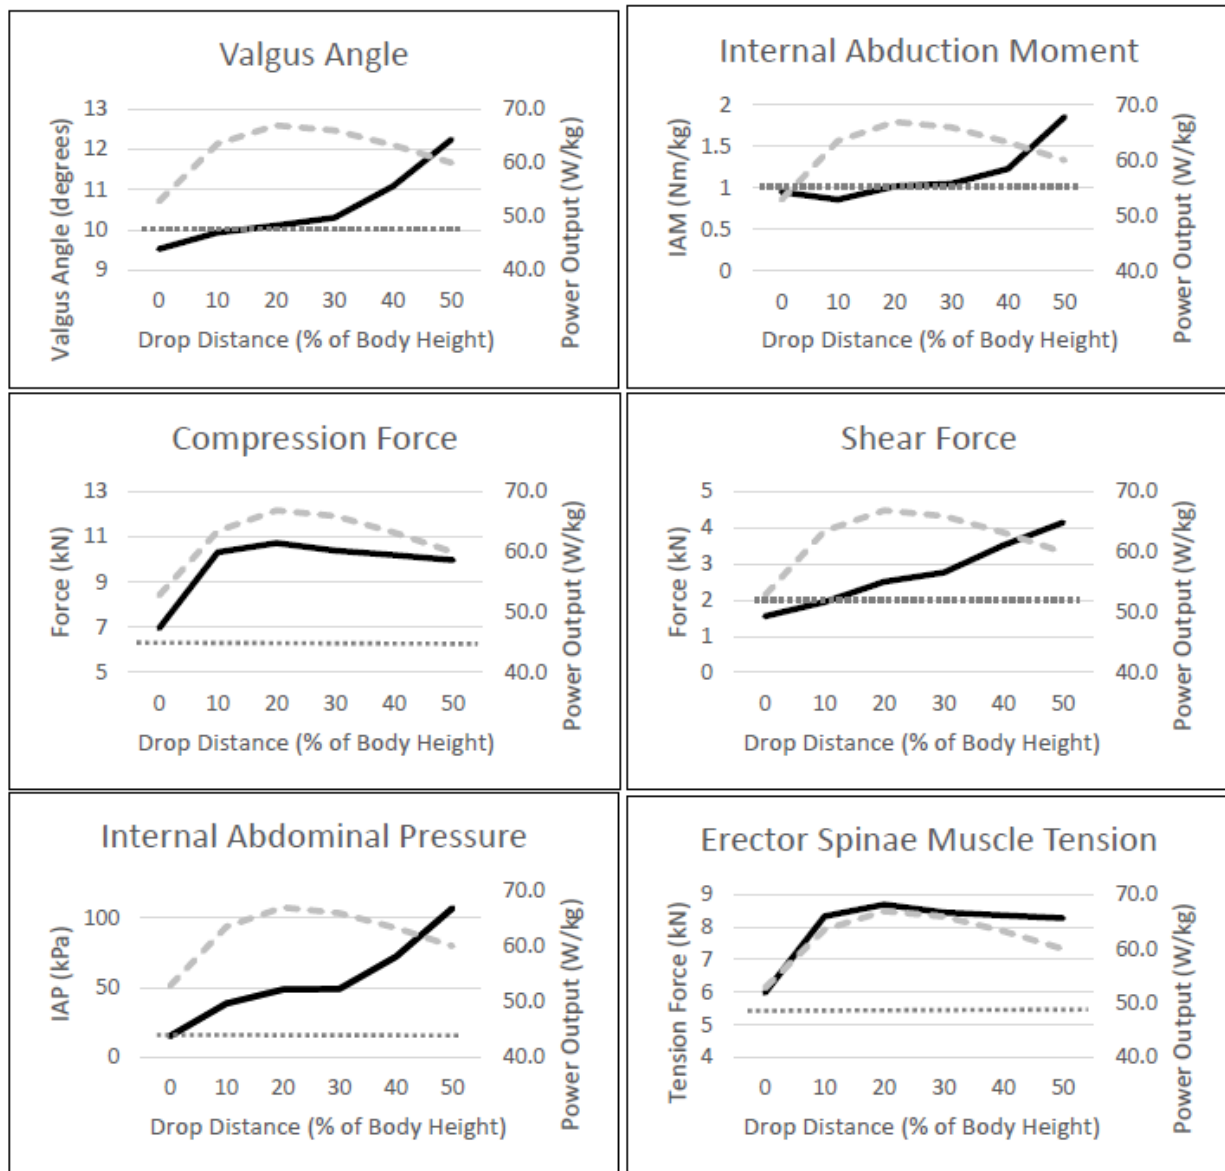 Valgus Angle
Valgus Angle (degrees)
13
12
11
10
9
70.0
60.0
50.0
40.0
Power Output (W/kg)
0 10 20 30 40 50
Drop Distance (% of Body Height)
Internal Abduction Moment
IAM (Nm/kg)
2
1.5
1
0.5
0
70.0
60.0
50.0
40.0
Power Output (W/kg)
0 10 20 30 40 50
Drop Distance (% of Body Height)
Compression Force
Force (kN)
13
11
9
7
5
70.0
60.0
50.0
40.0
Power Output (W/kg)
0 10 20 30 40 50
Drop Distance (% of Body Height)
Shear Force
Force (kN)
5
4
3
2
1
0
70.0
60.0
50.0
40.0
Power Output (W/kg)
0 10 20 30 40 50
Drop Distance (% of Body Height)
Internal Abdominal Pressure
IAP (kPa)
100
50
0
70.0
60.0
50.0
40.0
Power Output (W/kg)
0 10 20 30 40 50
Drop Distance (% of Body Height)
Erector Spinae Muscle Tension
Tension Force (kN)
9
8
7
6
5
4
70.0
60.0
50.0
40.0
Power Output (W/kg)
0 10 20 30 40 50
Drop Distance (% of Body Height)